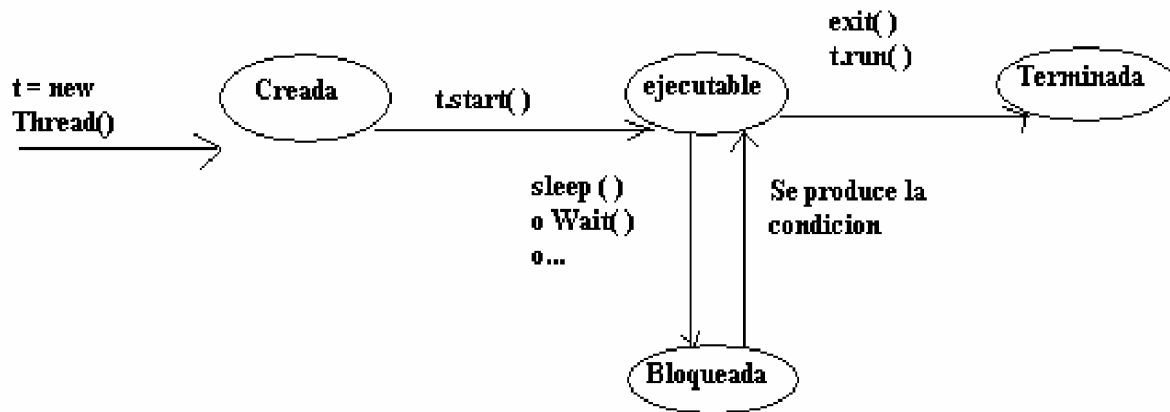 t = new
Thread()
Creada
t.start( )
ejecutable
exit( )
t.run( )
Terminada
sleep ( )
o Wait( )
o...
Se produce la
condicion
Bloqueada